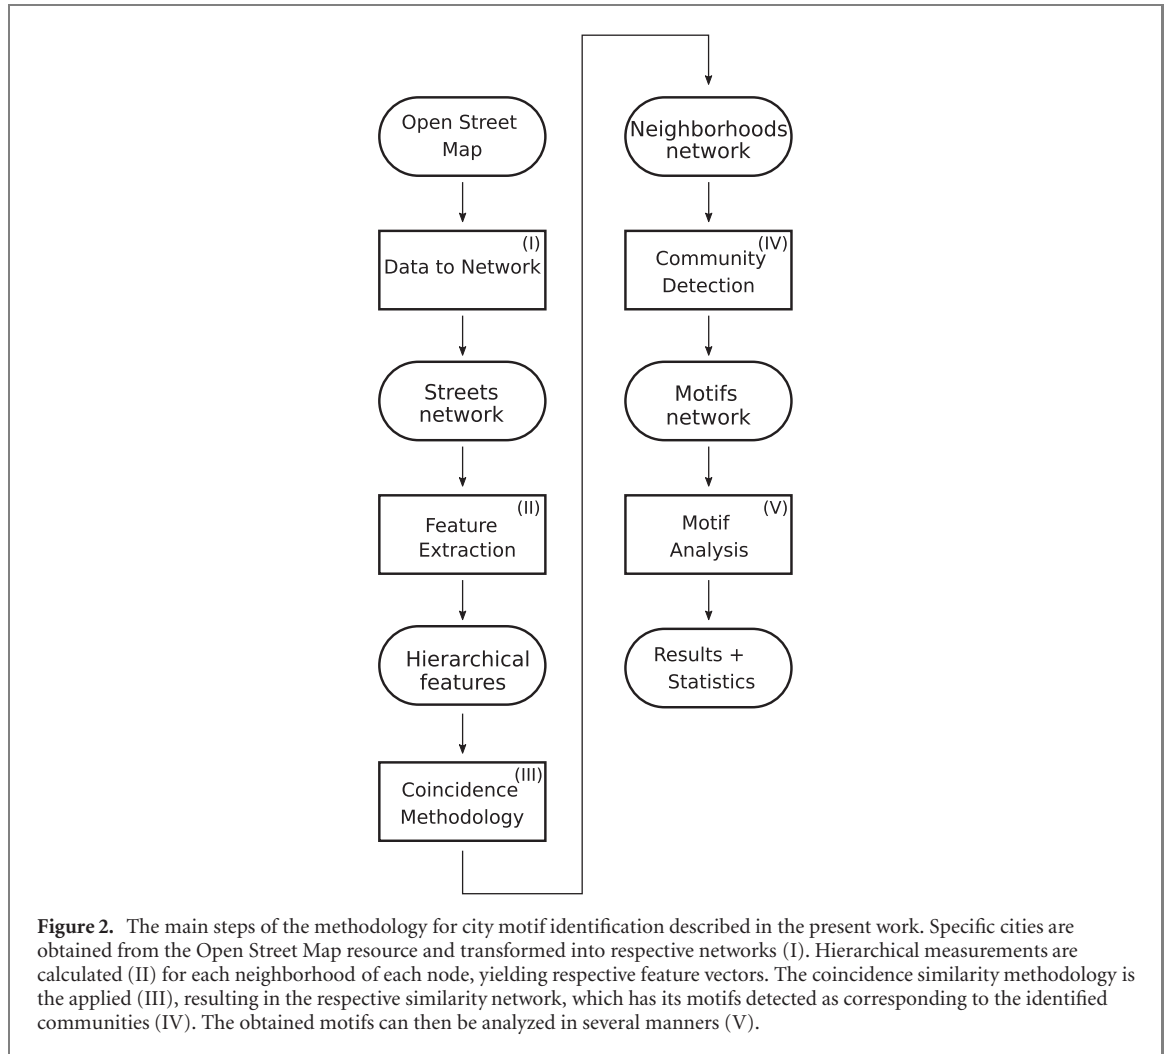 Open Street
Map
(I)
Data to Network
Streets
network
(II)
Feature
Extraction
Hierarchical
features
(III)
Coincidence
Methodology
Neighborhoods
network
(IV)
Community
Detection
Motifs
network
(V)
Motif
Analysis
Results +
Statistics
Figure 2. The main steps of the methodology for city motif identification described in the present work. Specific cities are
obtained from the Open Street Map resource and transformed into respective networks (I). Hierarchical measurements are
calculated (II) for each neighborhood of each node, yielding respective feature vectors. The coincidence similarity methodology is
the applied (III), resulting in the respective similarity network, which has its motifs detected as corresponding to the identified
communities (IV). The obtained motifs can then be analyzed in several manners (V).